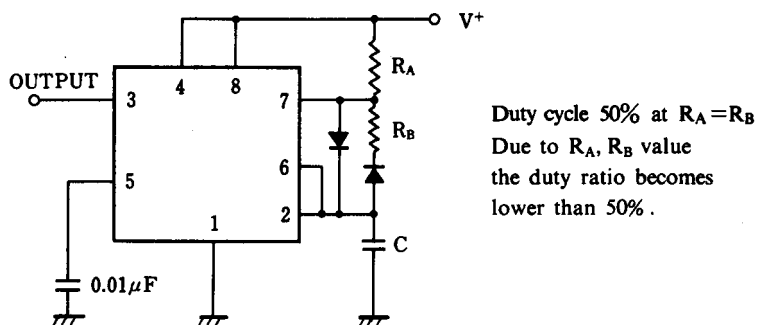 V⁺
R_A
OUTPUT
3
4
8
7
R_B
6
5
2
1
C
0.01μF
Duty cycle 50% at R_A=R_B
Due to R_A, R_B value
the duty ratio becomes
lower than 50%.